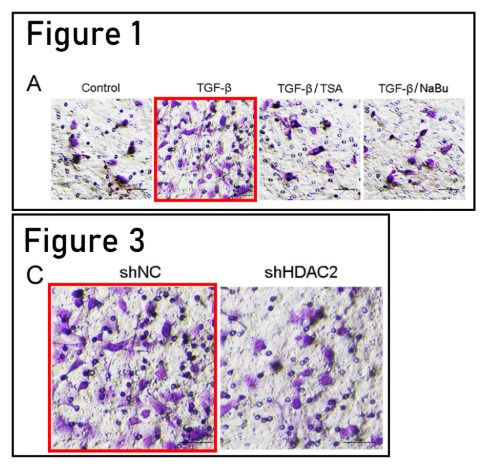 Figure 1
A
Control TGF-β TGF-β/TSA TGF-β/NaBu
Figure 3
C
shNC shHDAC2